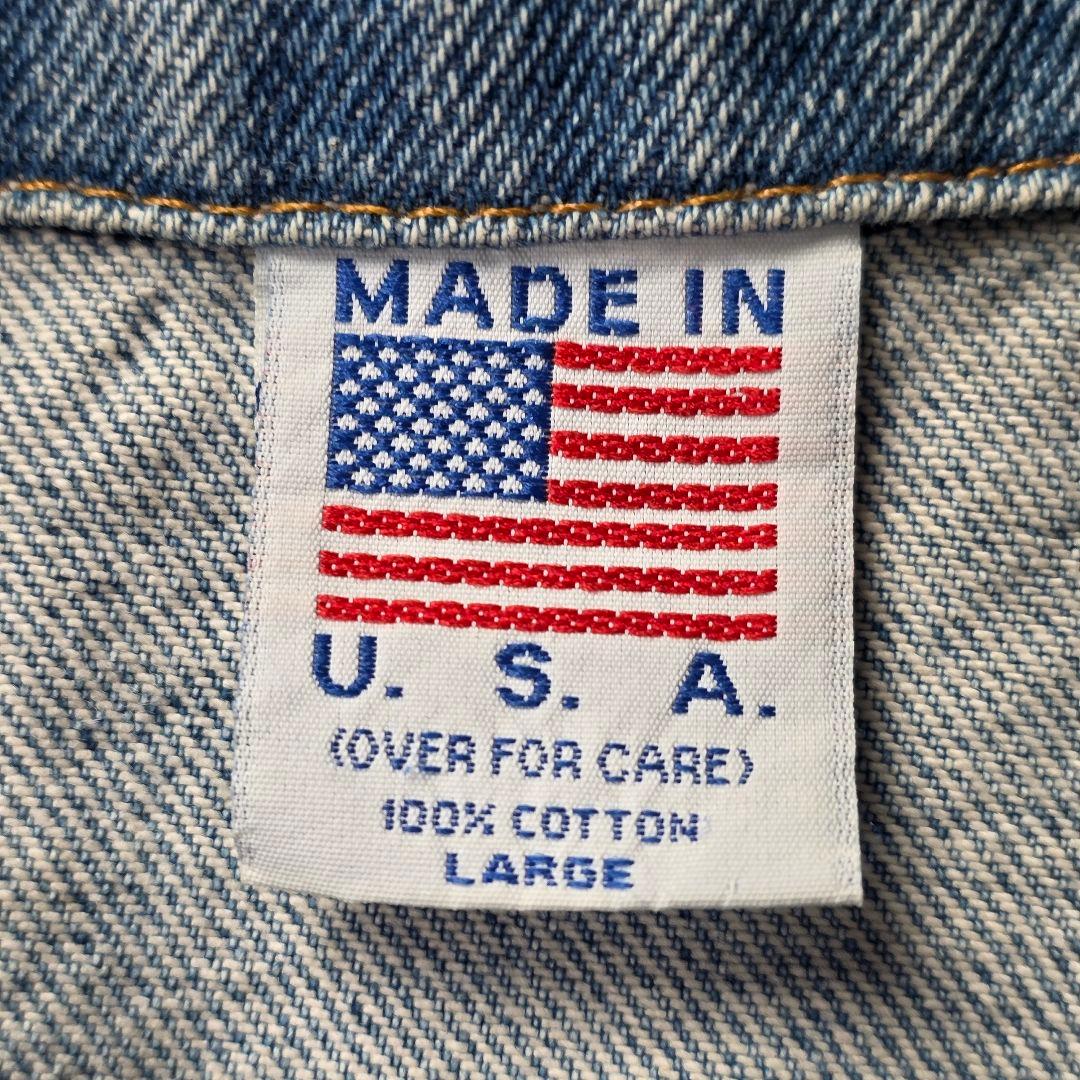 MADE IN
U. S. A.
(OVER FOR CARE)
100% COTTON
LARGE